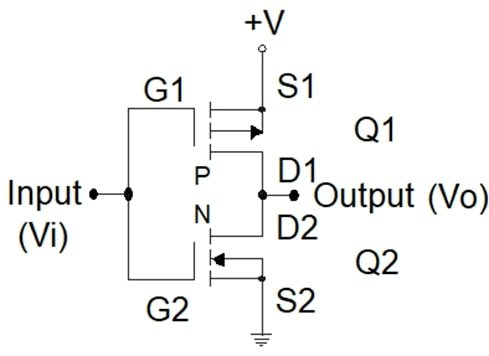 +V
G1
S1
Q1
P
D1
Input
Output (Vo)
(Vi)
N
D2
Q2
G2
S2